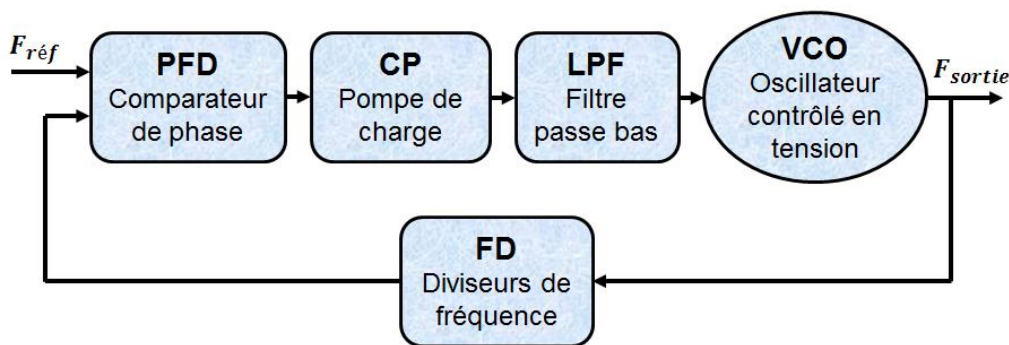 F_réf
PFD
Comparateur
de phase
CP
Pompe de
charge
LPF
Filtre
passe bas
VCO
Oscillateur
contrôlé en
tension
F_sortie
FD
Diviseurs de
fréquence